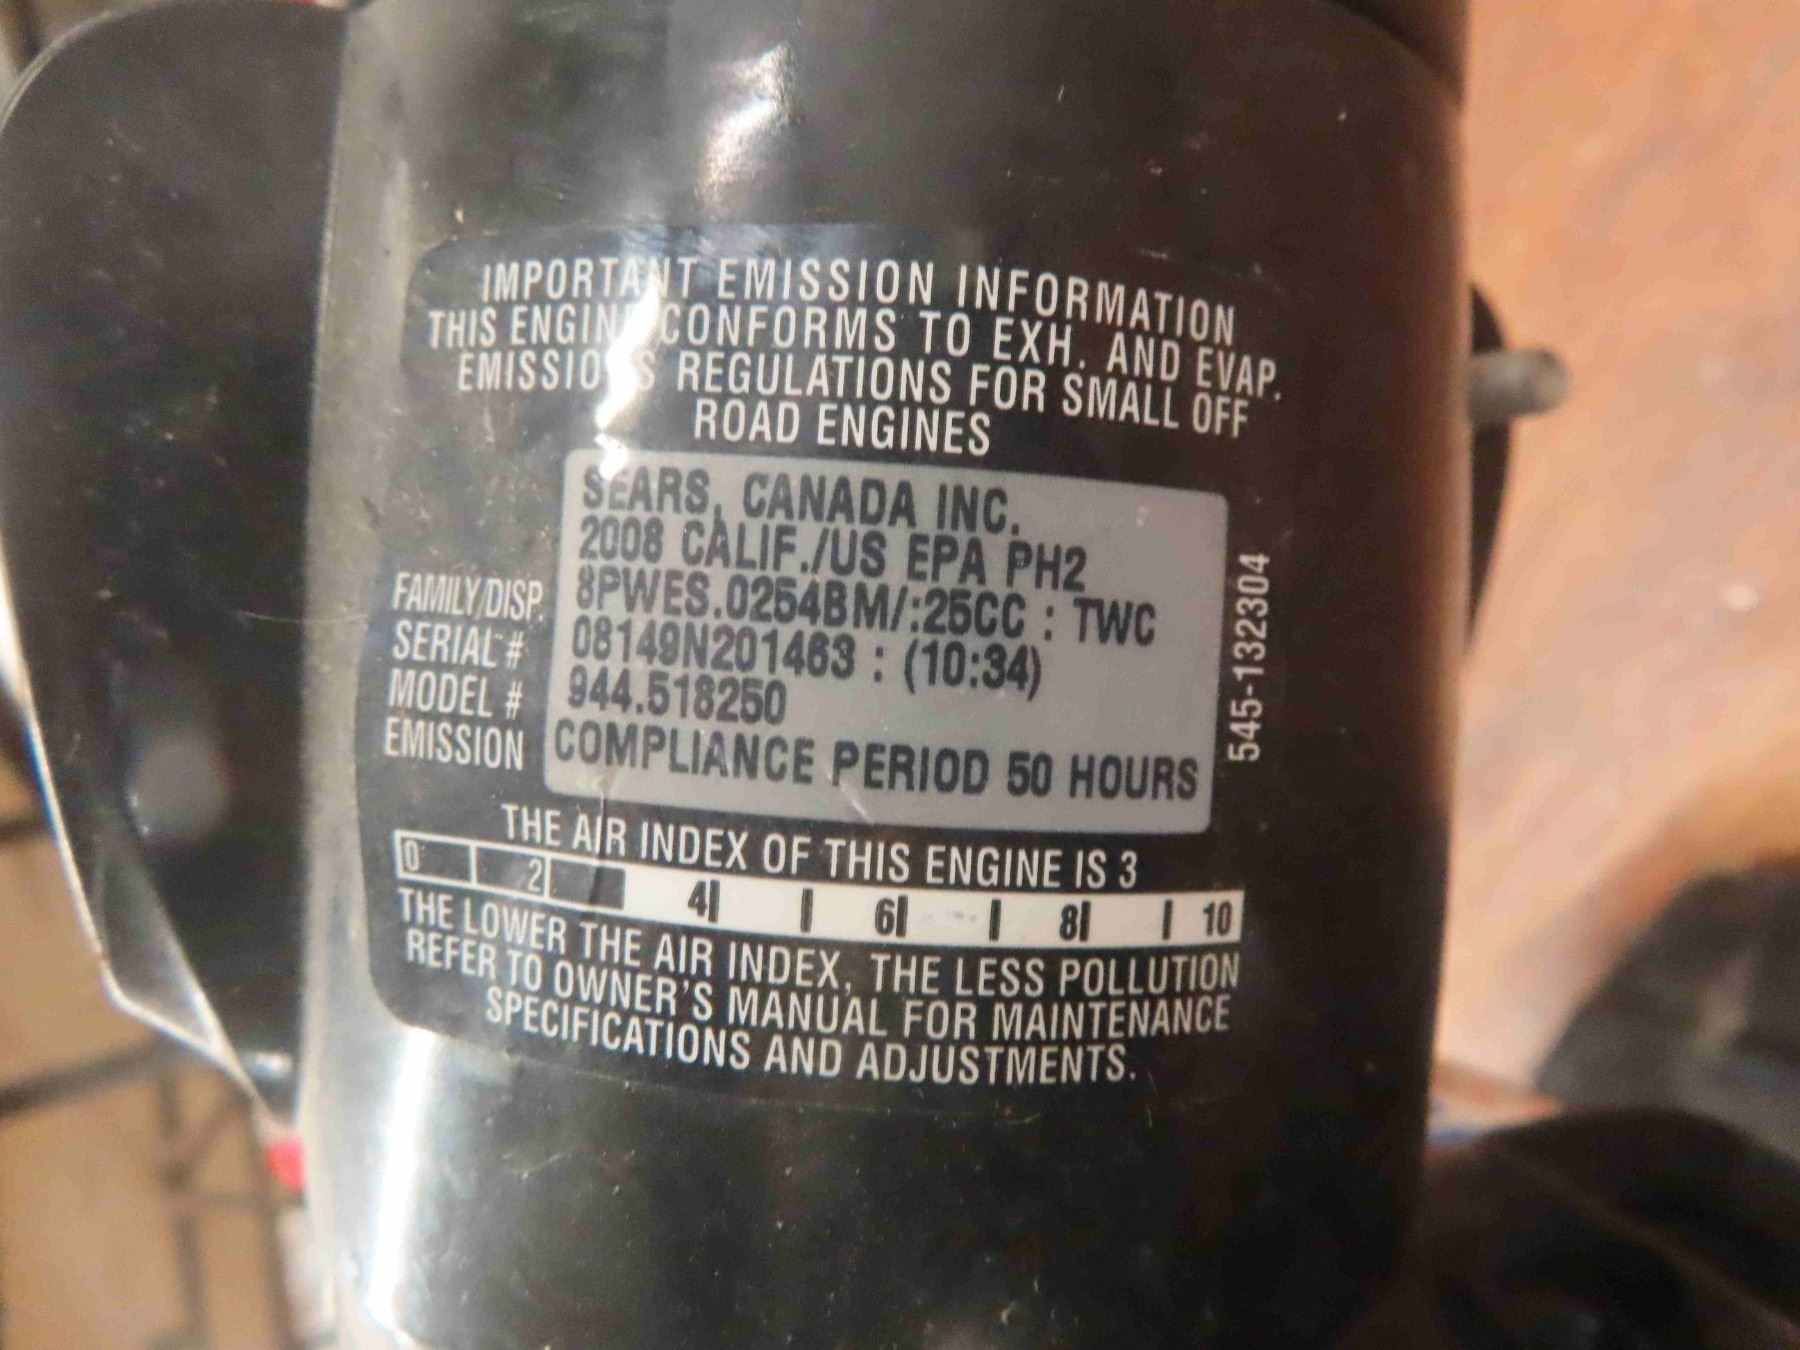 IMPORTANT EMISSION INFORMATION
THIS ENGINE CONFORMS TO EXH. AND EVAP.
EMISSIONS REGULATIONS FOR SMALL OFF
ROAD ENGINES
SEARS, CANADA INC.
2008 CALIF./US EPA PH2
FAMILY/DISP. 8PWES.0254BM/:25CC : TWC
SERIAL # 08149N201463 : (10:34)
MODEL # 944.518250
EMISSION COMPLIANCE PERIOD 50 HOURS
545-132304
THE AIR INDEX OF THIS ENGINE IS 3
0 2 4 6 8 10
THE LOWER THE AIR INDEX, THE LESS POLLUTION
REFER TO OWNER'S MANUAL FOR MAINTENANCE
SPECIFICATIONS AND ADJUSTMENTS.